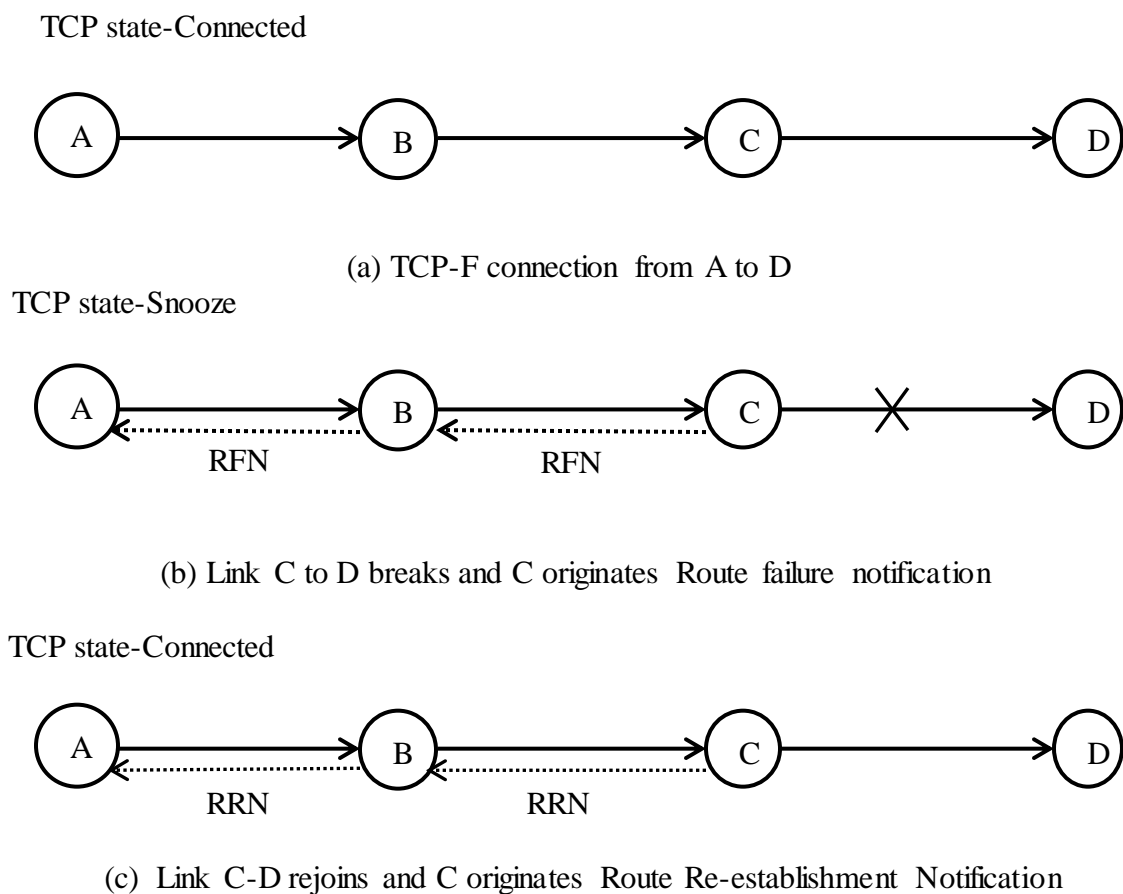 TCP state-Connected
A B C D
(a) TCP-F connection from A to D
TCP state-Snooze
A B C D
RFN RFN
(b) Link C to D breaks and C originates Route failure notification
TCP state-Connected
A B C D
RRN RRN
(c) Link C-D rejoins and C originates Route Re-establishment Notification